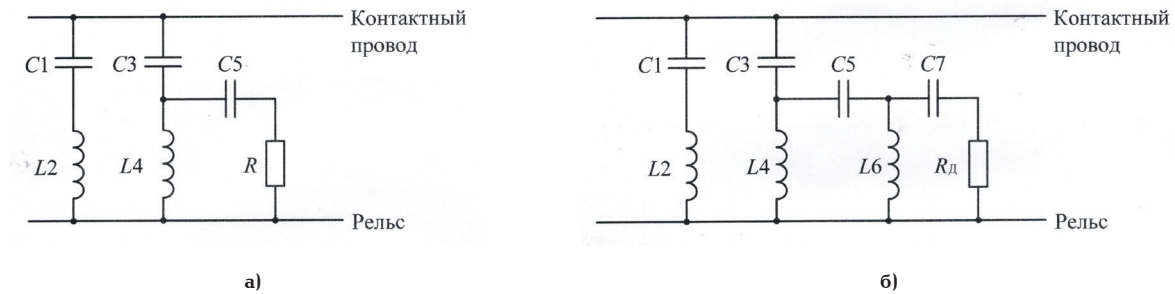 Контактный
провод
C1
C3
C5
L2
L4
R
Рельс
а)
Контактный
провод
C1
C3
C5
C7
L2
L4
L6
Rд
Рельс
б)